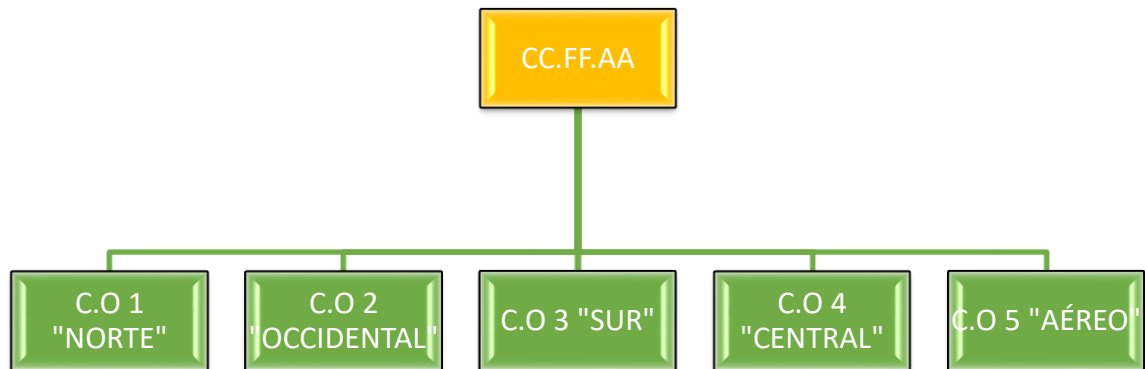 CC.FF.AA
C.O 1
"NORTE"
C.O 2
"OCCIDENTAL"
C.O 3 "SUR"
C.O 4
"CENTRAL"
C.O 5 "AÉREO"